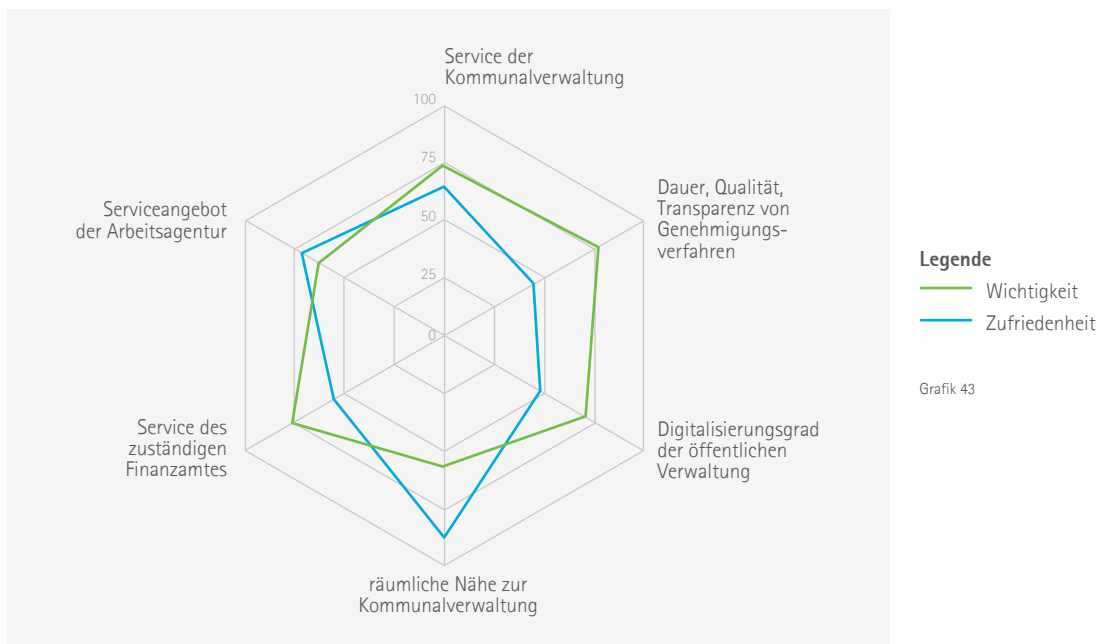 Service der
Kommunalverwaltung
100
75
50
25
0
Dauer, Qualität,
Transparenz von
Genehmigungs-
verfahren
Digitalisierungsgrad
der öffentlichen
Verwaltung
räumliche Nähe zur
Kommunalverwaltung
Service des
zuständigen
Finanzamtes
Serviceangebot
der Arbeitsagentur
Legende
Wichtigkeit
Zufriedenheit
Grafik 43